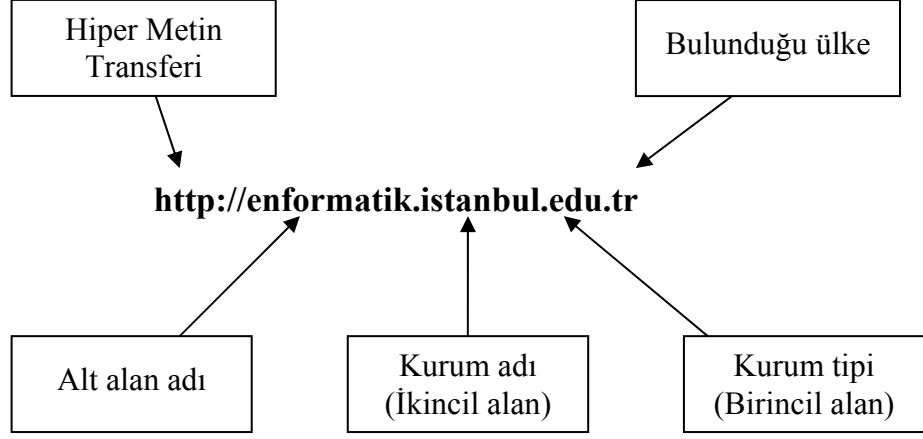 Hiper Metin
Transferi
Bulunduğu ülke
http://enformatik.istanbul.edu.tr
Alt alan adı
Kurum adı
(İkincil alan)
Kurum tipi
(Birincil alan)